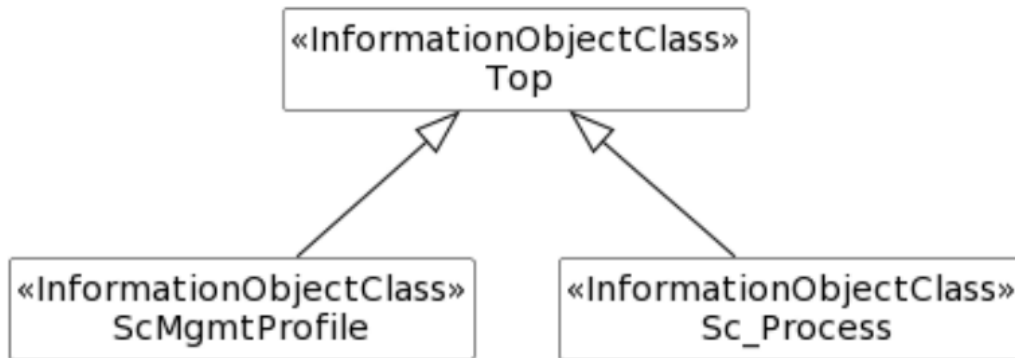 «InformationObjectClass»
Top
«InformationObjectClass»
ScMgmtProfile
«InformationObjectClass»
Sc_Process